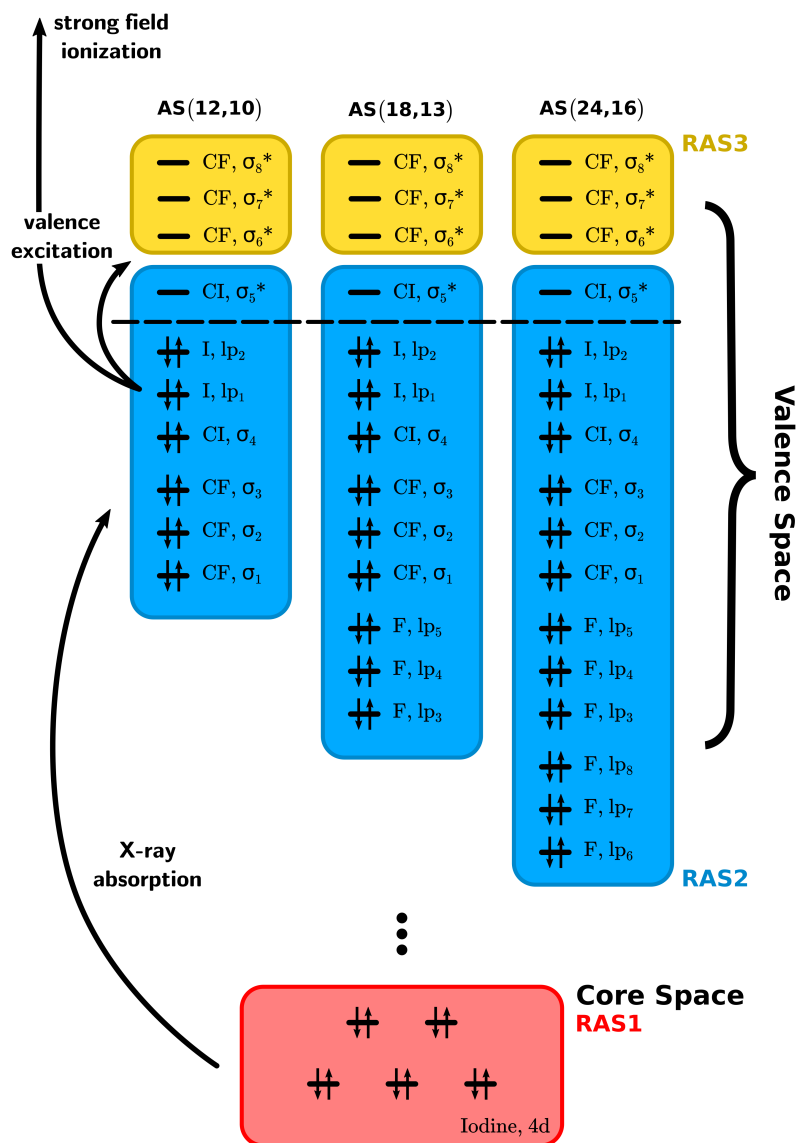 strong field
ionization
AS(12,10)
AS(18,13)
AS(24,16)
RAS3
CF, σ₈*
CF, σ₈*
CF, σ₈*
CF, σ₇*
CF, σ₇*
CF, σ₇*
valence
excitation
CF, σ₆*
CF, σ₆*
CF, σ₆*
CI, σ₅*
CI, σ₅*
CI, σ₅*
I, lp₂
I, lp₂
I, lp₂
I, lp₁
I, lp₁
I, lp₁
CI, σ₄
CI, σ₄
CI, σ₄
Valence Space
CF, σ₃
CF, σ₃
CF, σ₃
CF, σ₂
CF, σ₂
CF, σ₂
CF, σ₁
CF, σ₁
CF, σ₁
F, lp₅
F, lp₅
F, lp₄
F, lp₄
F, lp₃
F, lp₃
F, lp₈
F, lp₇
F, lp₆
X-ray
absorption
RAS2
Core Space
RAS1
Iodine, 4d